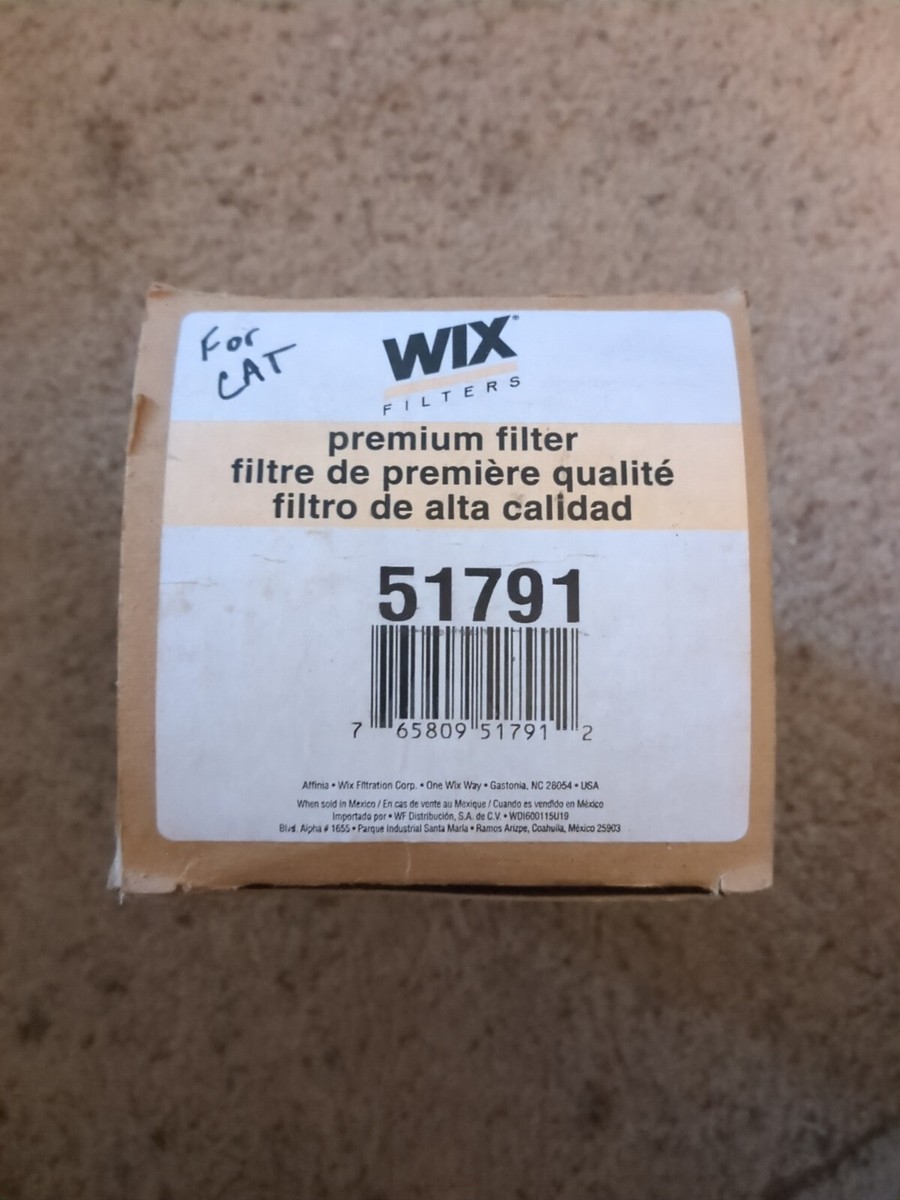 For
CAT
WIX®
FILTERS
premium filter
filtre de première qualité
filtro de alta calidad
51791
7 65809 51791 2
Affinia • Wix Filtration Corp. • One Wix Way • Gastonia, NC 28054 • USA
When sold in Mexico / En cas de vente au Mexique / Cuando es vendido en México
Importado por • WF Distribución, S.A. de C.V. • WDI600115U19
Blvd. Alpha # 1655 • Parque Industrial Santa Maria • Ramos Arizpe, Coahuila, México 25903